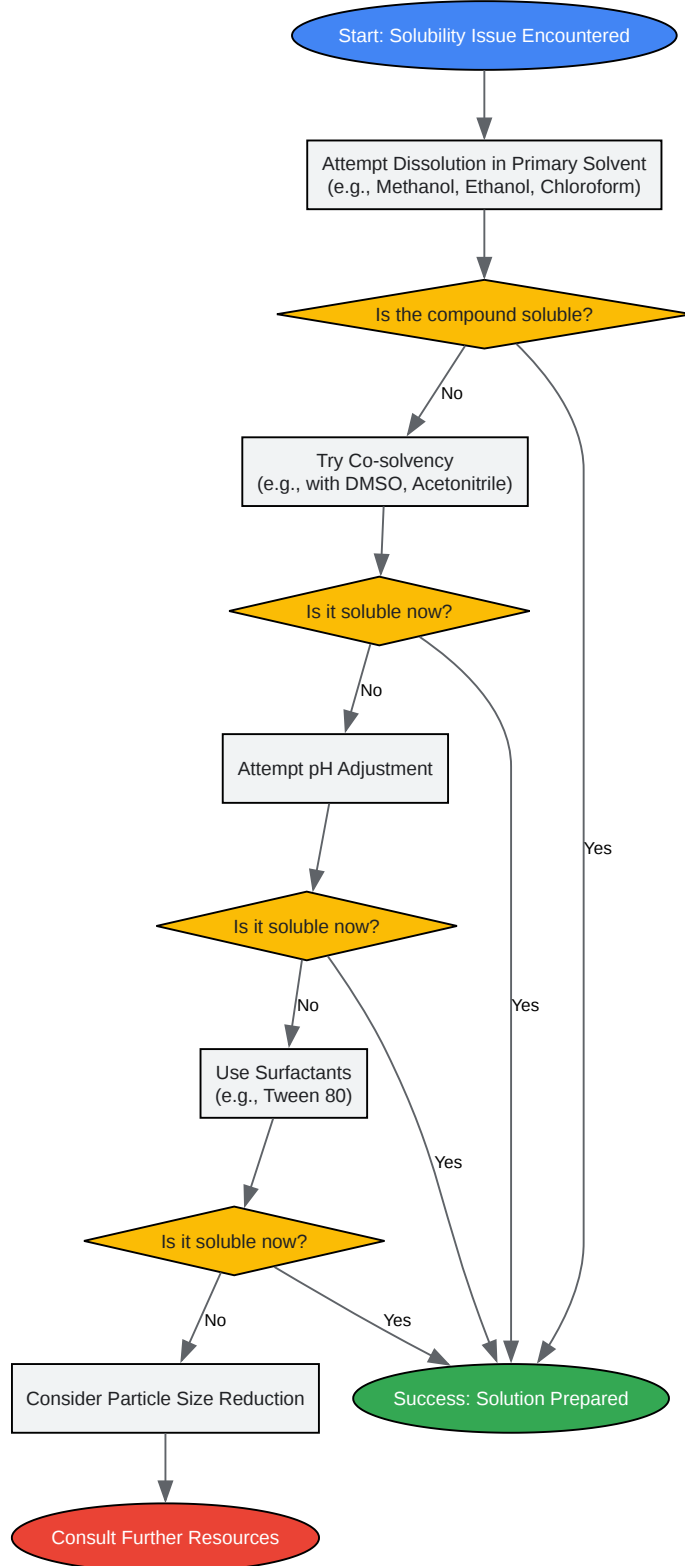 Start: Solubility Issue Encountered
Attempt Dissolution in Primary Solvent
(e.g., Methanol, Ethanol, Chloroform)
Is the compound soluble?
No
Try Co-solvency
(e.g., with DMSO, Acetonitrile)
Is it soluble now?
No
Attempt pH Adjustment
Yes
Is it soluble now?
No
Yes
Use Surfactants
(e.g., Tween 80)
Yes
Is it soluble now?
No
Yes
Consider Particle Size Reduction
Success: Solution Prepared
Consult Further Resources